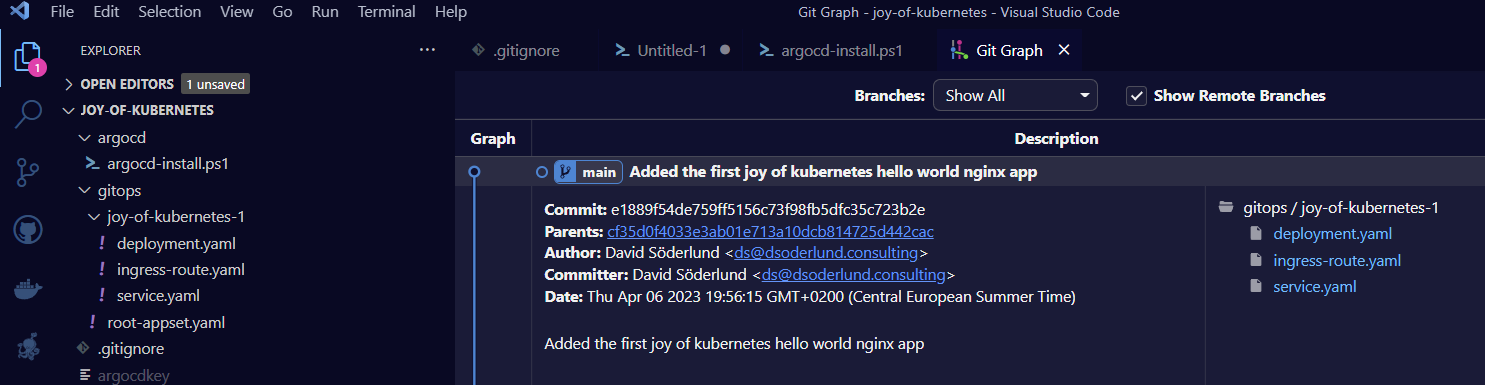 File Edit Selection View Go Run Terminal Help
Git Graph - joy-of-kubernetes - Visual Studio Code
1
EXPLORER
OPEN EDITORS 1 unsaved
JOY-OF-KUBERNETES
argocd
argocd-install.ps1
gitops
joy-of-kubernetes-1
! deployment.yaml
! ingress-route.yaml
! service.yaml
! root-appset.yaml
.gitignore
argocdkey
.gitignore Untitled-1 argocd-install.ps1 Git Graph
Branches: Show All Show Remote Branches
Graph Description
main Added the first joy of kubernetes hello world nginx app
Commit: e1889f54de759ff5156c73f98fb5dfc35c723b2e
Parents: cf35d0f4033e3ab01e713a10dcb814725d442cac
Author: David Söderlund <ds@dsoderlund.consulting>
Committer: David Söderlund <ds@dsoderlund.consulting>
Date: Thu Apr 06 2023 19:56:15 GMT+0200 (Central European Summer Time)
Added the first joy of kubernetes hello world nginx app
gitops / joy-of-kubernetes-1
deployment.yaml
ingress-route.yaml
service.yaml